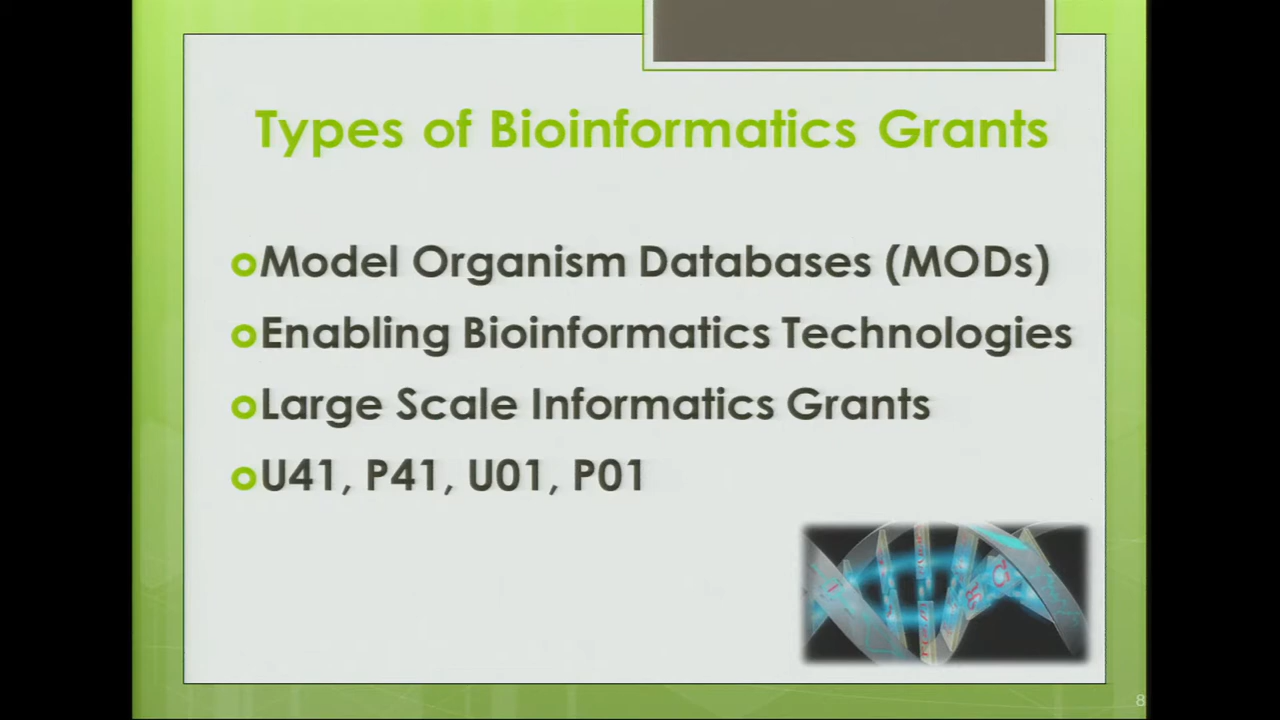 Types of Bioinformatics Grants
Model Organism Databases (MODs)
Enabling Bioinformatics Technologies
Large Scale Informatics Grants
U41, P41, U01, P01
8